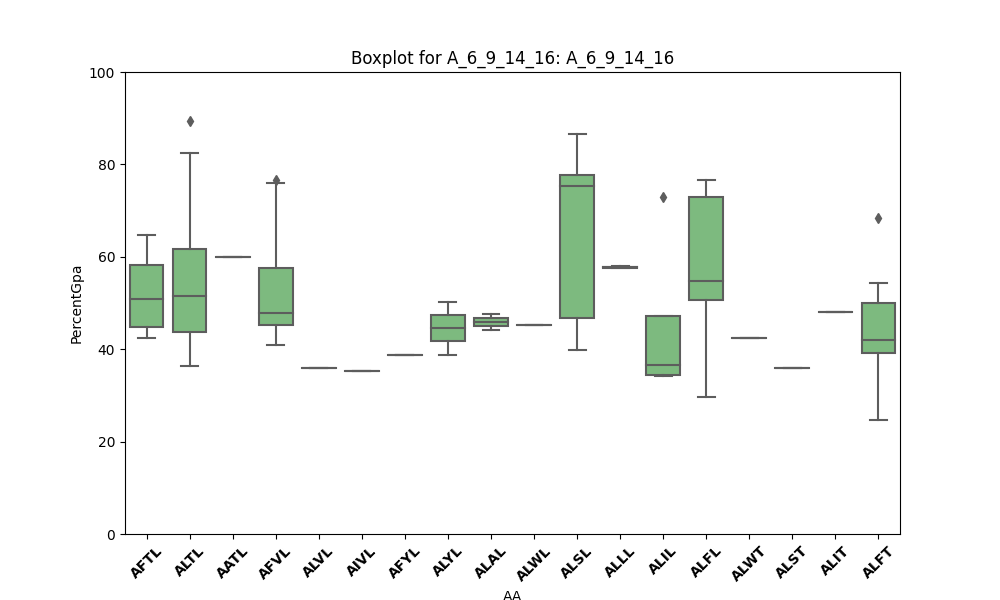 Boxplot for A_6_9_14_16: A_6_9_14_16
100
80
60
40
20
0
PercentGpa
AFTL ALTL AATL AFVL ALVL AIVL AFYL ALYL ALAL ALWL ALSL ALLL ALIL ALFL ALWT ALST ALIT ALFT
AA